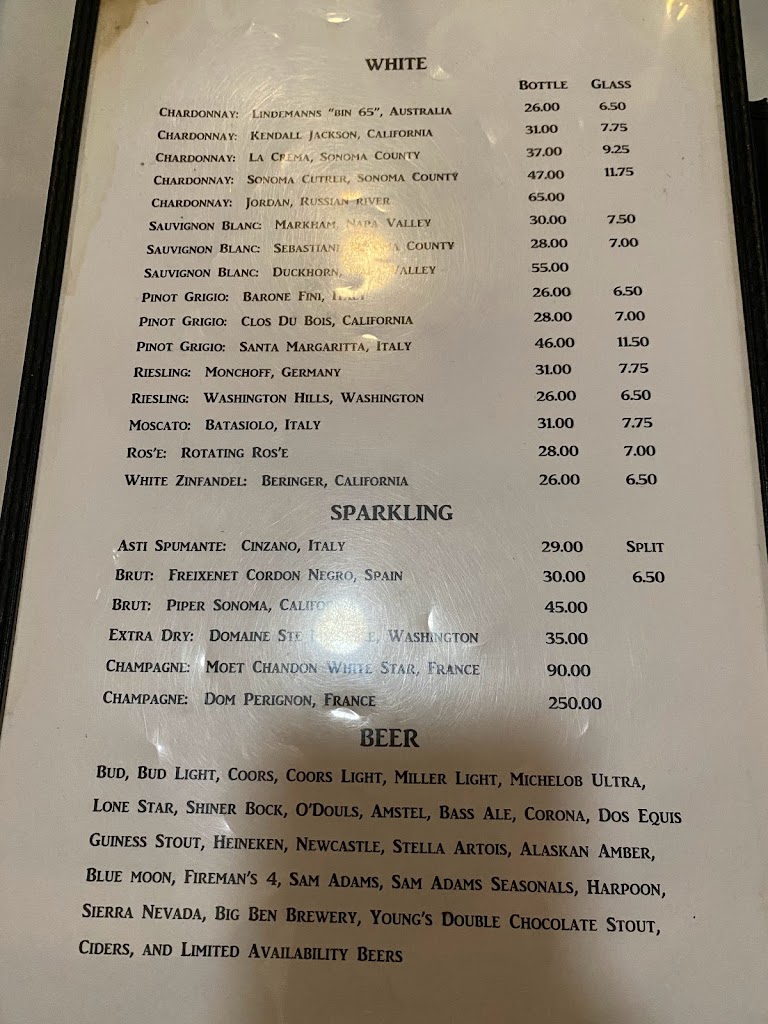 WHITE
BOTTLE GLASS
CHARDONNAY: LINDEMANNS "BIN 65", AUSTRALIA 26.00 6.50
CHARDONNAY: KENDALL JACKSON, CALIFORNIA 31.00 7.75
CHARDONNAY: LA CREMA, SONOMA COUNTY 37.00 9.25
CHARDONNAY: SONOMA CUTRER, SONOMA COUNTY 47.00 11.75
CHARDONNAY: JORDAN, RUSSIAN RIVER 65.00
SAUVIGNON BLANC: MARKHAM, NAPA VALLEY 30.00 7.50
SAUVIGNON BLANC: SEBASTIANI COUNTY 28.00 7.00
SAUVIGNON BLANC: DUCKHORN, VALLEY 55.00
PINOT GRIGIO: BARONE FINI, ITALY 26.00 6.50
PINOT GRIGIO: CLOS DU BOIS, CALIFORNIA 28.00 7.00
PINOT GRIGIO: SANTA MARGARITTA, ITALY 46.00 11.50
RIESLING: MONCHOFF, GERMANY 31.00 7.75
RIESLING: WASHINGTON HILLS, WASHINGTON 26.00 6.50
MOSCATO: BATASIOLO, ITALY 31.00 7.75
ROS'E: ROTATING ROS'E 28.00 7.00
WHITE ZINFANDEL: BERINGER, CALIFORNIA 26.00 6.50
SPARKLING
ASTI SPUMANTE: CINZANO, ITALY 29.00 SPLIT
BRUT: FREIXENET CORDON NEGRO, SPAIN 30.00 6.50
BRUT: PIPER SONOMA, 45.00
EXTRA DRY: DOMAINE STE WASHINGTON 35.00
CHAMPAGNE: MOET CHANDON WHITE STAR, FRANCE 90.00
CHAMPAGNE: DOM PERIGNON, FRANCE 250.00
BEER
BUD, BUD LIGHT, COORS, COORS LIGHT, MILLER LIGHT, MICHELOB ULTRA,
LONE STAR, SHINER BOCK, O'DOULS, AMSTEL, BASS ALE, CORONA, DOS EQUIS
GUINESS STOUT, HEINEKEN, NEWCASTLE, STELLA ARTOIS, ALASKAN AMBER,
BLUE MOON, FIREMAN'S 4, SAM ADAMS, SAM ADAMS SEASONALS, HARPOON,
SIERRA NEVADA, BIG BEN BREWERY, YOUNG'S DOUBLE CHOCOLATE STOUT,
CIDERS, AND LIMITED AVAILABILITY BEERS